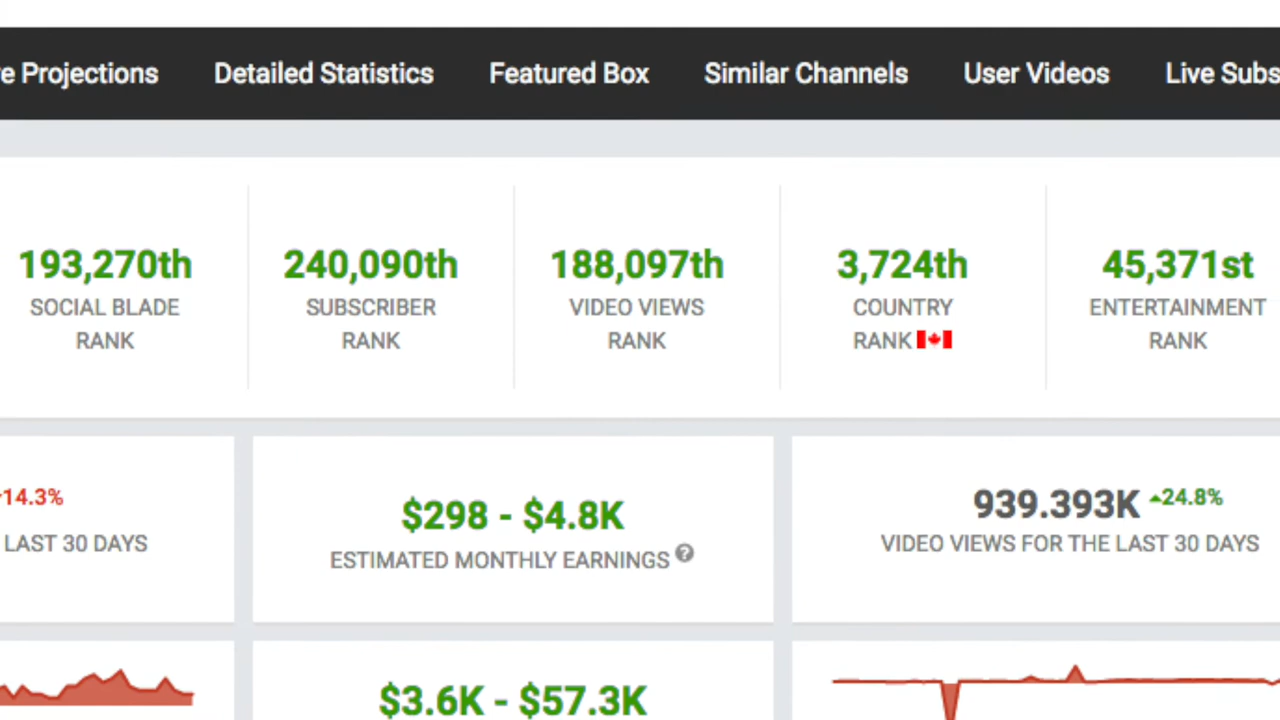 e Projections Detailed Statistics Featured Box Similar Channels User Videos Live Subs
193,270th 240,090th 188,097th 3,724th 45,371st
SOCIAL BLADE SUBSCRIBER VIDEO VIEWS COUNTRY ENTERTAINMENT
RANK RANK RANK RANK RANK
14.3%
LAST 30 DAYS
$298 - $4.8K
ESTIMATED MONTHLY EARNINGS ?
939.393K 24.8%
VIDEO VIEWS FOR THE LAST 30 DAYS
$3.6K - $57.3K